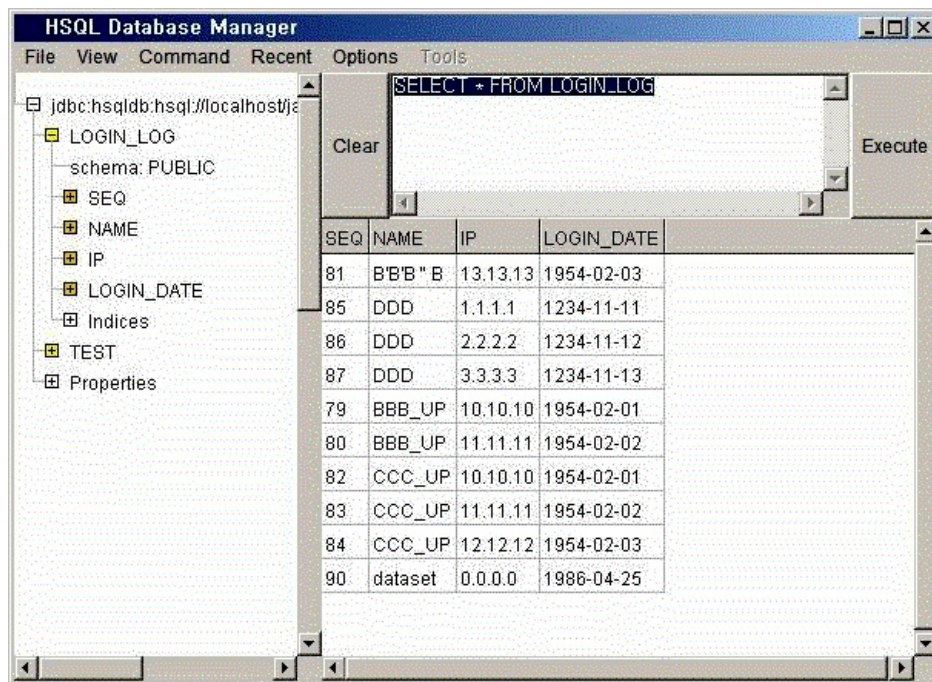 HSQL Database Manager
File View Command Recent Options Tools
jdbc:hsqldb:hsql://localhost/ja
LOGIN_LOG
schema: PUBLIC
SEQ
NAME
IP
LOGIN_DATE
Indices
TEST
Properties
Clear
SELECT * FROM LOGIN_LOG
Execute
SEQ NAME IP LOGIN_DATE
81 B'B'B " B 13.13.13 1954-02-03
85 DDD 1.1.1.1 1234-11-11
86 DDD 2.2.2.2 1234-11-12
87 DDD 3.3.3.3 1234-11-13
79 BBB_UP 10.10.10 1954-02-01
80 BBB_UP 11.11.11 1954-02-02
82 CCC_UP 10.10.10 1954-02-01
83 CCC_UP 11.11.11 1954-02-02
84 CCC_UP 12.12.12 1954-02-03
90 dataset 0.0.0.0 1986-04-25